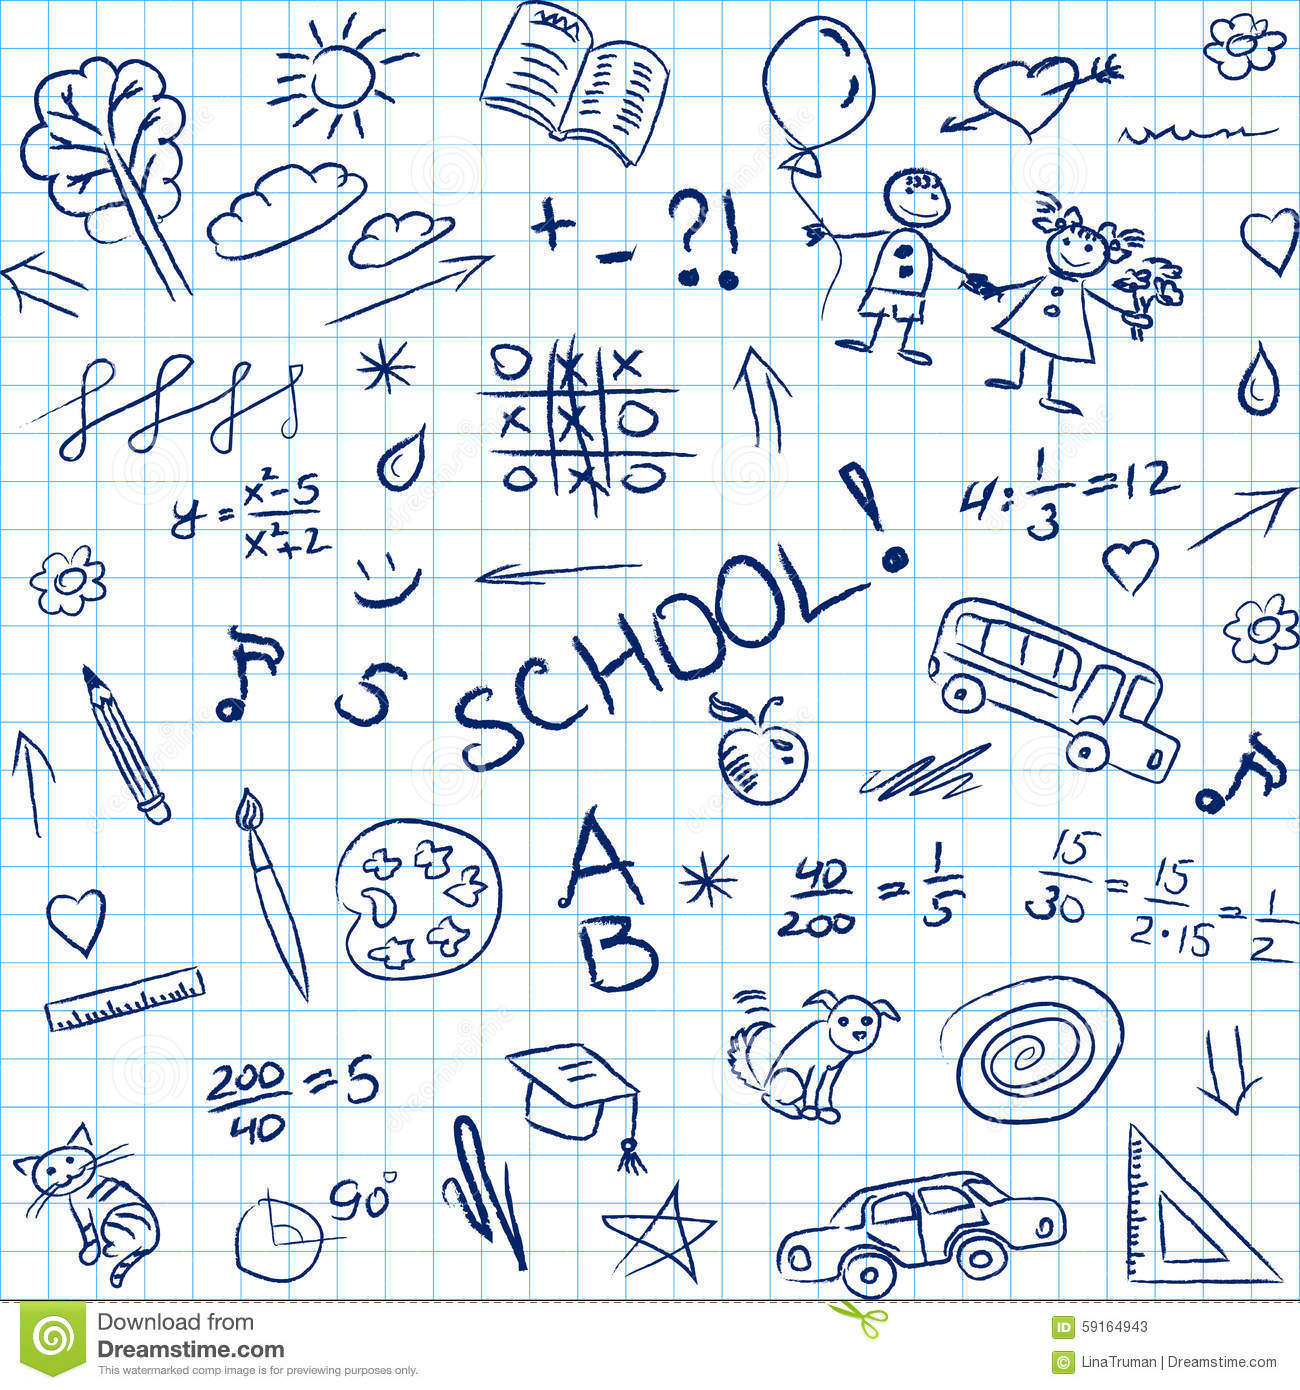 + - ?!
O X X
X X O
O X O
y = x²-5 / x²+2
4 : 1/3 = 12
SCHOOL!
5
A
B
40/200 = 1/5
15/30 = 15/2·15 = 1/2
200/40 = 5
90°
Download from
Dreamstime.com
This watermarked comp image is for previewing purposes only.
ID 59164943
© LinaTruman | Dreamstime.com